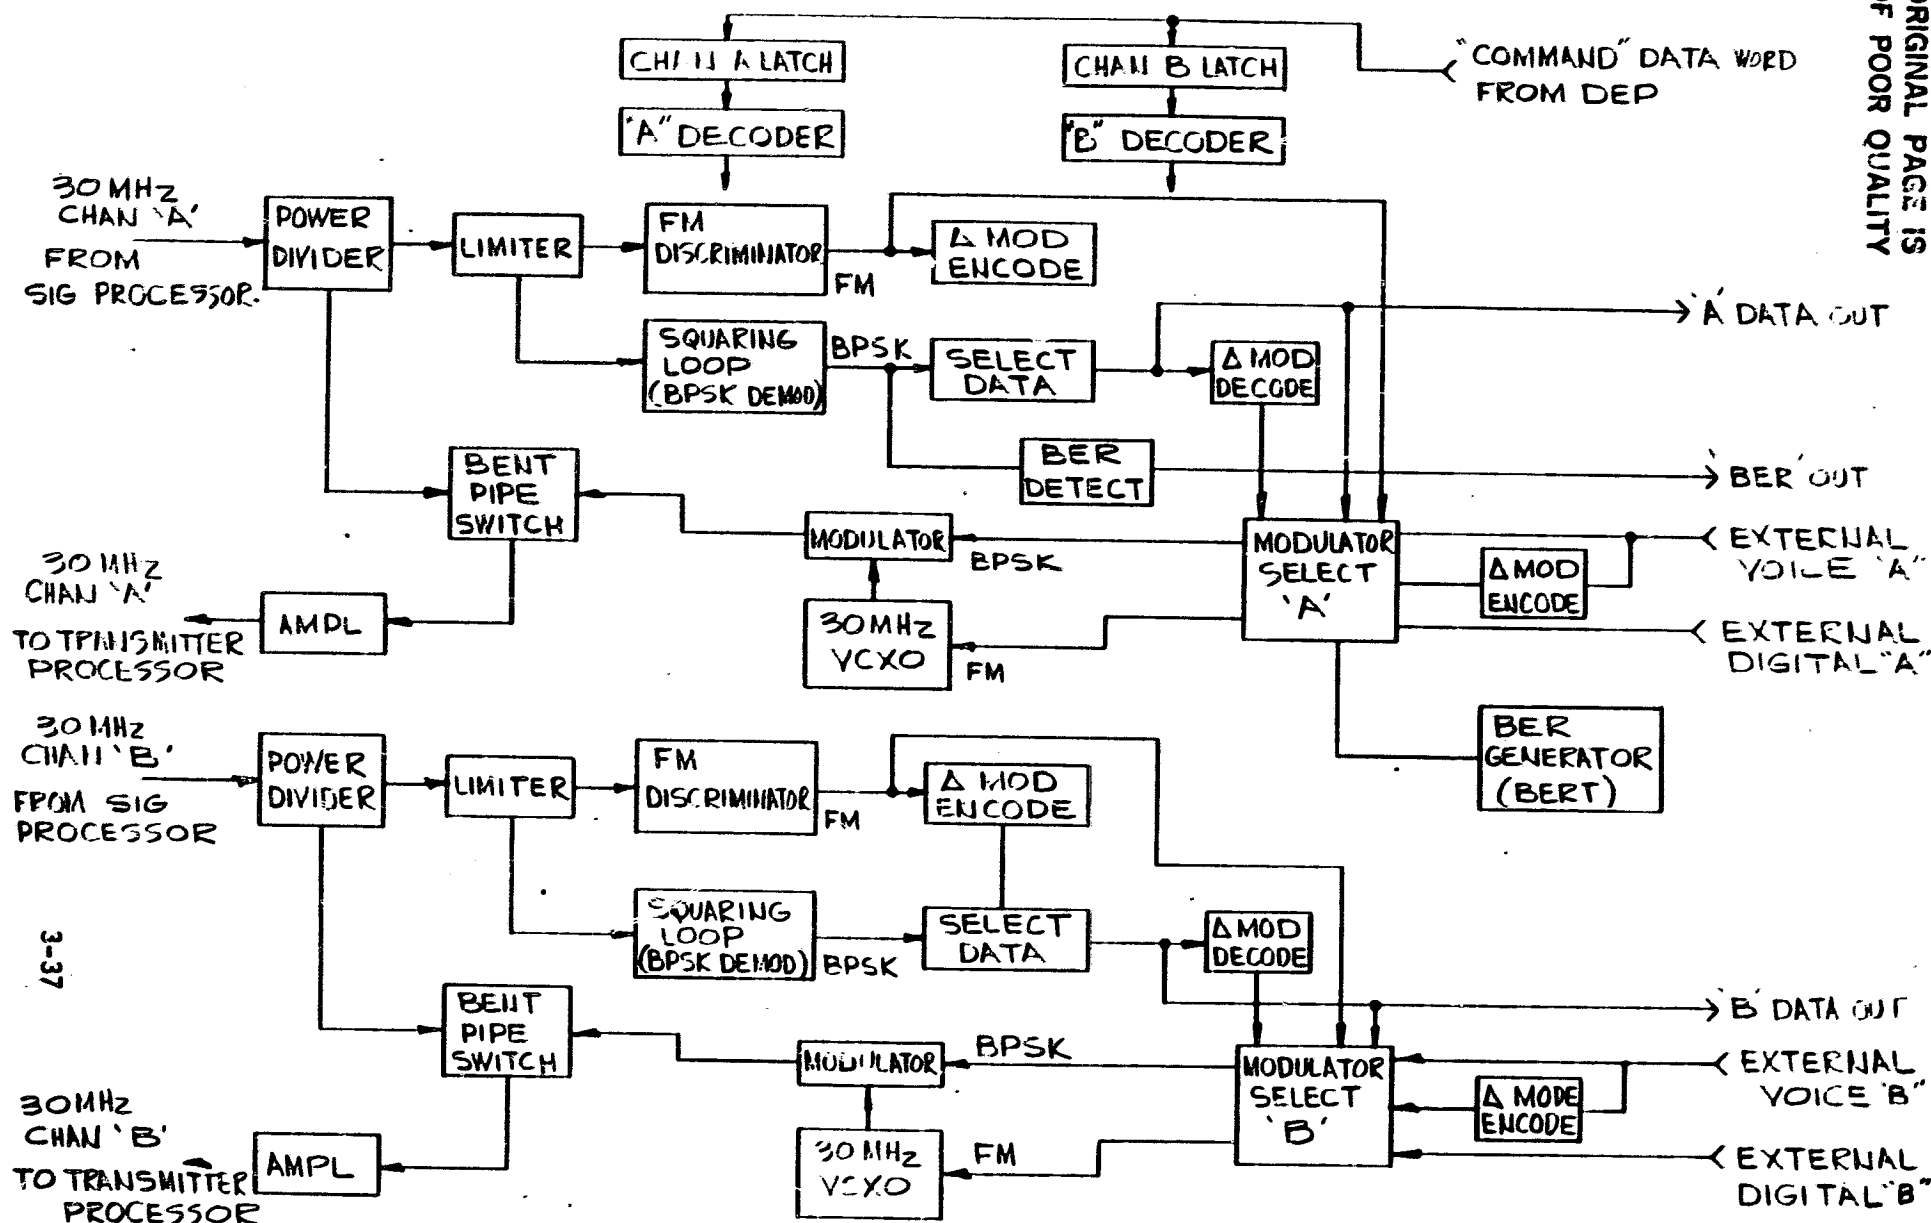 ORIGINAL PAGE IS
OF POOR QUALITY
CHAN A LATCH
CHAN B LATCH
"COMMAND" DATA WORD
FROM DEP
"A" DECODER
"B" DECODER
30 MHz
CHAN 'A'
FROM
SIG PROCESSOR.
POWER
DIVIDER
LIMITER
FM
DISCRIMINATOR
FM
Δ MOD
ENCODE
'A' DATA OUT
SQUARING
LOOP
(BPSK DEMOD)
BPSK
SELECT
DATA
Δ MOD
DECODE
BER
DETECT
'BER' OUT
BENT
PIPE
SWITCH
MODULATOR
BPSK
MODULATOR
SELECT
'A'
EXTERNAL
VOICE "A"
Δ MOD
ENCODE
EXTERNAL
DIGITAL "A"
30 MHz
CHAN 'A'
TO TRANSMITTER
PROCESSOR
AMPL
30 MHz
VCXO
FM
BER
GENERATOR
(BERT)
30 MHz
CHAN 'B'
FROM SIG
PROCESSOR
POWER
DIVIDER
LIMITER
FM
DISCRIMINATOR
FM
Δ MOD
ENCODE
SQUARING
LOOP
(BPSK DEMOD)
BPSK
SELECT
DATA
Δ MOD
DECODE
'B' DATA OUT
BENT
PIPE
SWITCH
MODULATOR
BPSK
MODULATOR
SELECT
'B'
EXTERNAL
VOICE 'B"
Δ MODE
ENCODE
EXTERNAL
DIGITAL "B"
30MHz
CHAN 'B'
TO TRANSMITTER
PROCESSOR
AMPL
30 MHz
VCXO
FM
3-37